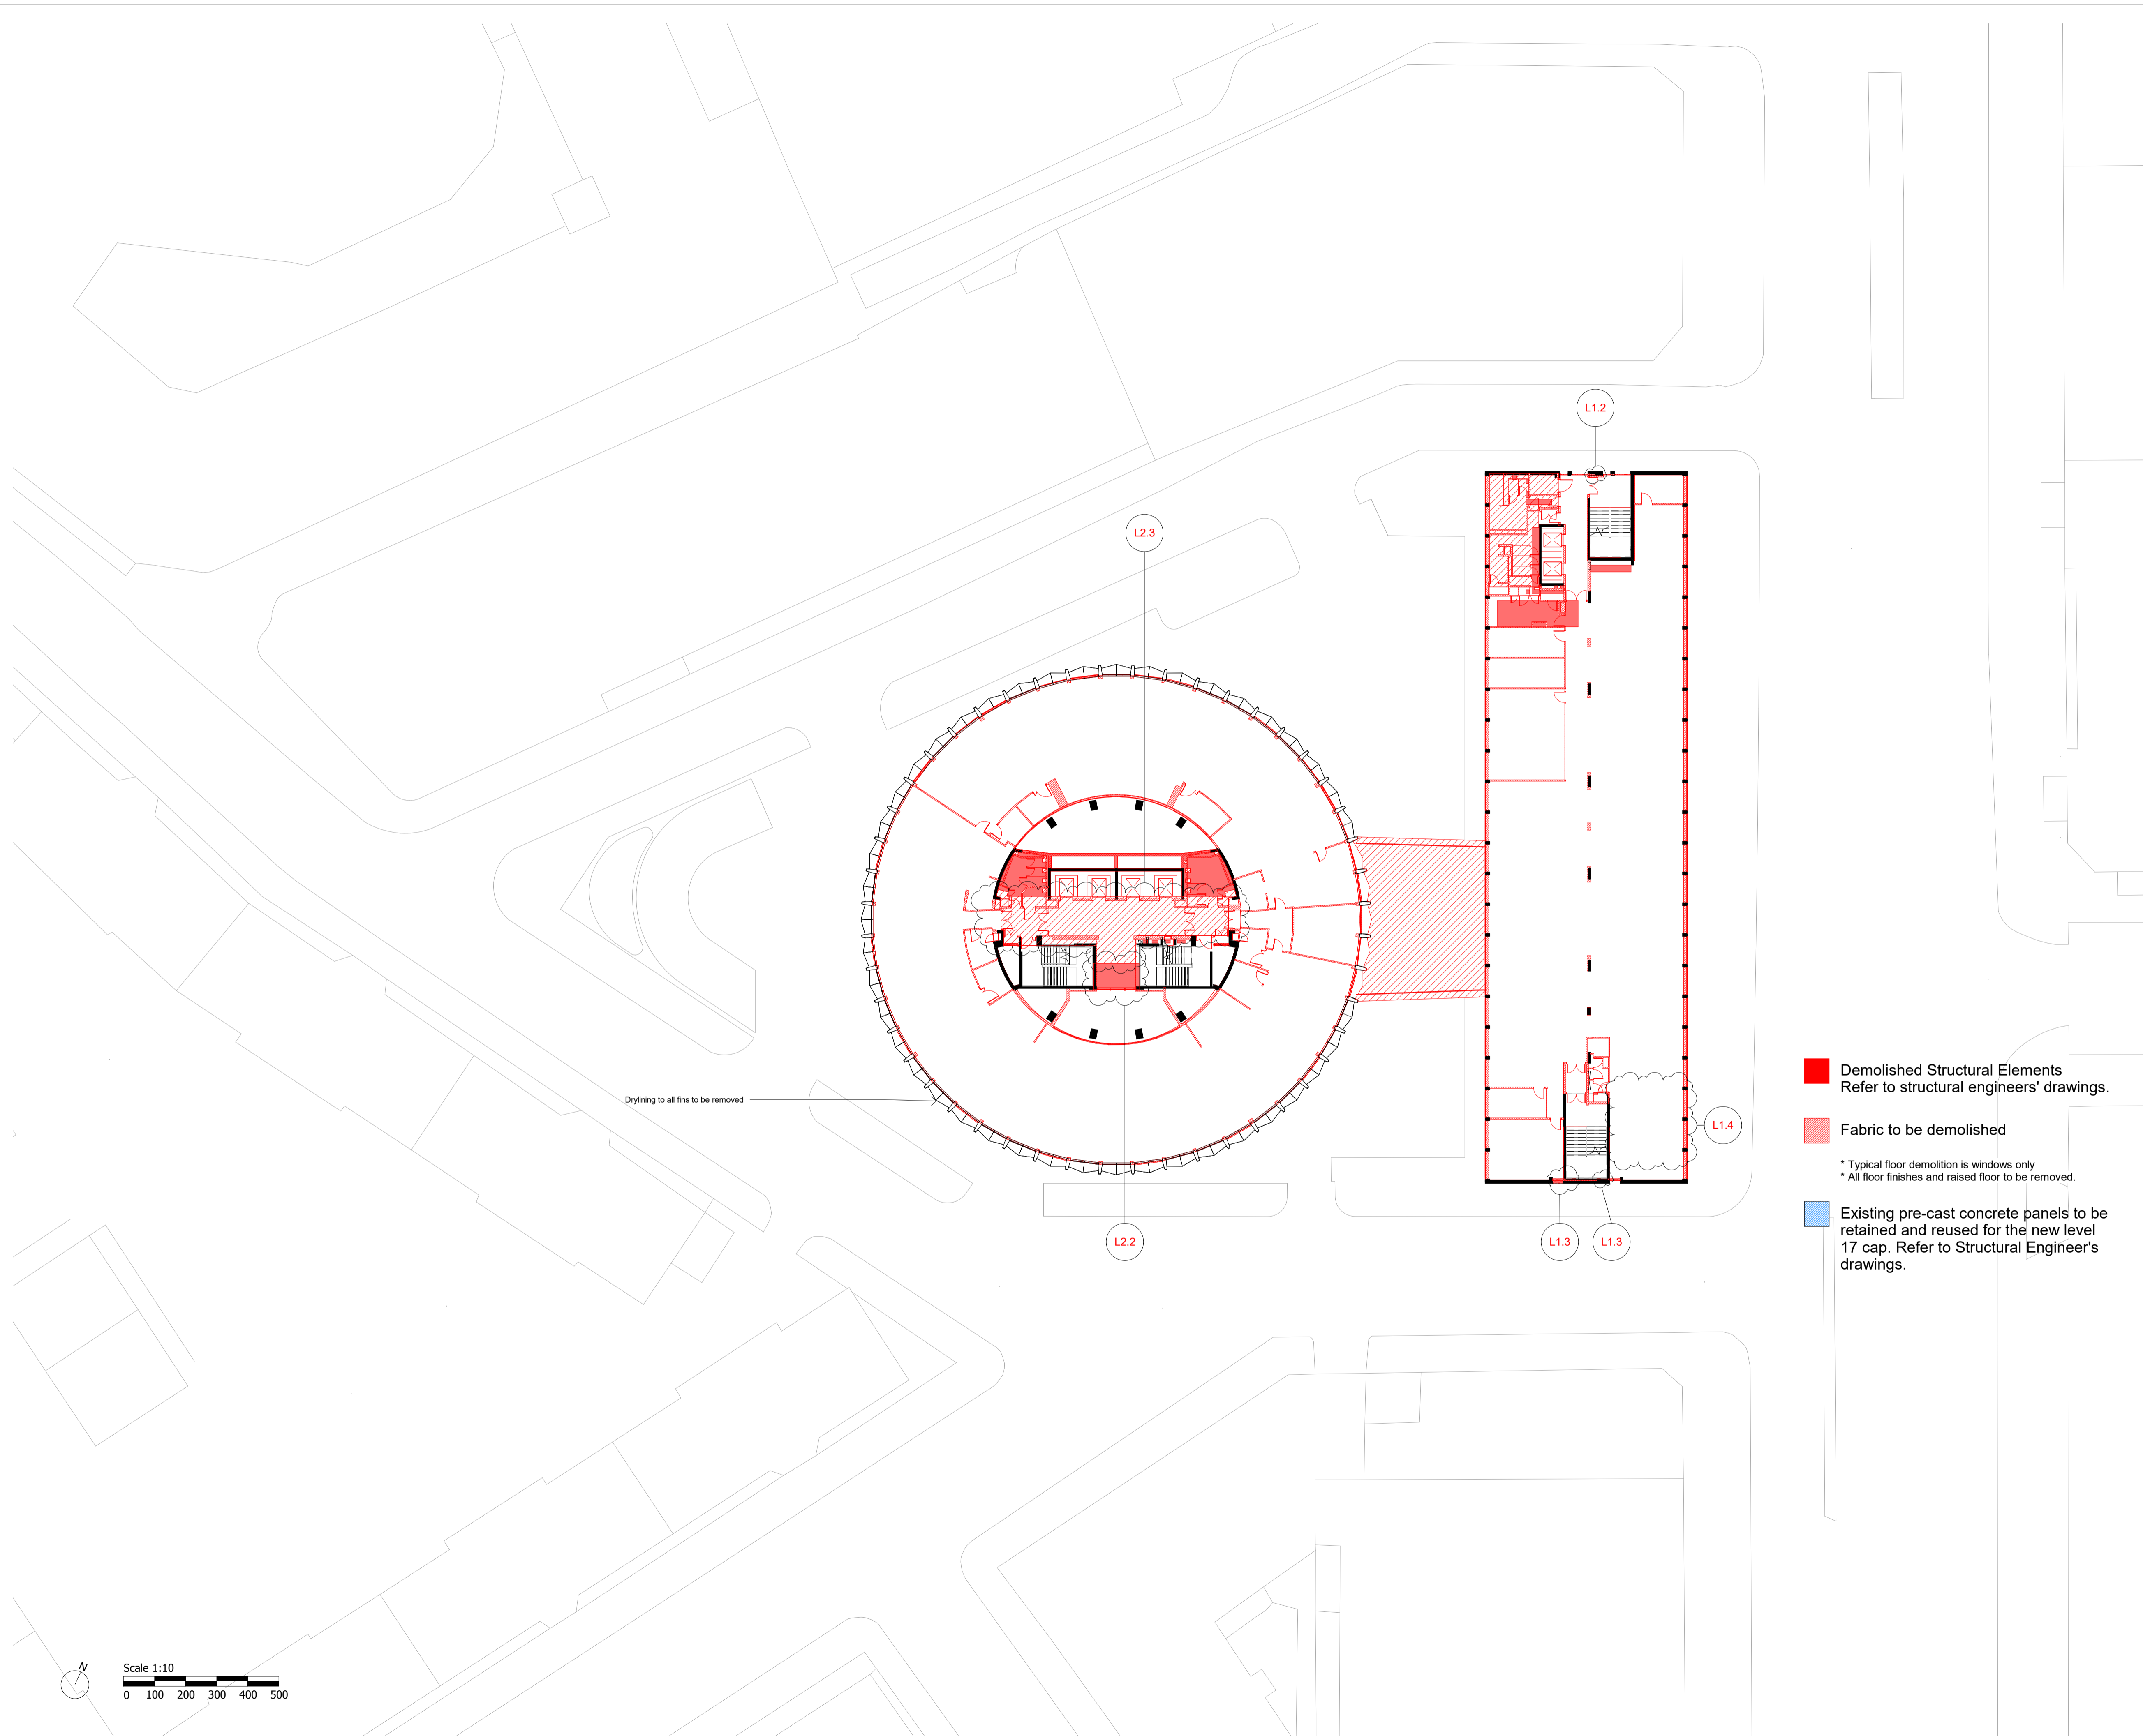 L1.2
L2.3
Drylining to all fins to be removed
L2.2
L1.3
L1.3
L1.4
Demolished Structural Elements
Refer to structural engineers' drawings.
Fabric to be demolished
* Typical floor demolition is windows only
* All floor finishes and raised floor to be removed.
Existing pre-cast concrete panels to be
retained and reused for the new level
17 cap. Refer to Structural Engineer's
drawings.
N
Scale 1:10
0 100 200 300 400 500